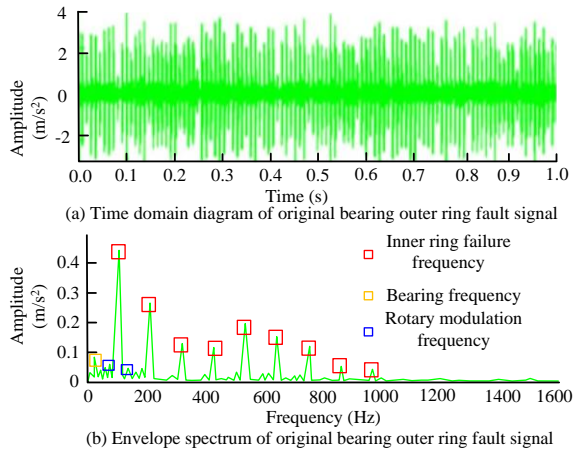 4
2
0
-2
Amplitude
(m/s²)
0.0 0.1 0.2 0.3 0.4 0.5 0.6 0.7 0.8 0.9 1.0
Time (s)
(a) Time domain diagram of original bearing outer ring fault signal
0.4
0.3
0.2
0.1
0
Amplitude
(m/s²)
Inner ring failure
frequency
Bearing frequency
Rotary modulation
frequency
0 200 400 600 800 1000 1200 1400 1600
Frequency (Hz)
(b) Envelope spectrum of original bearing outer ring fault signal